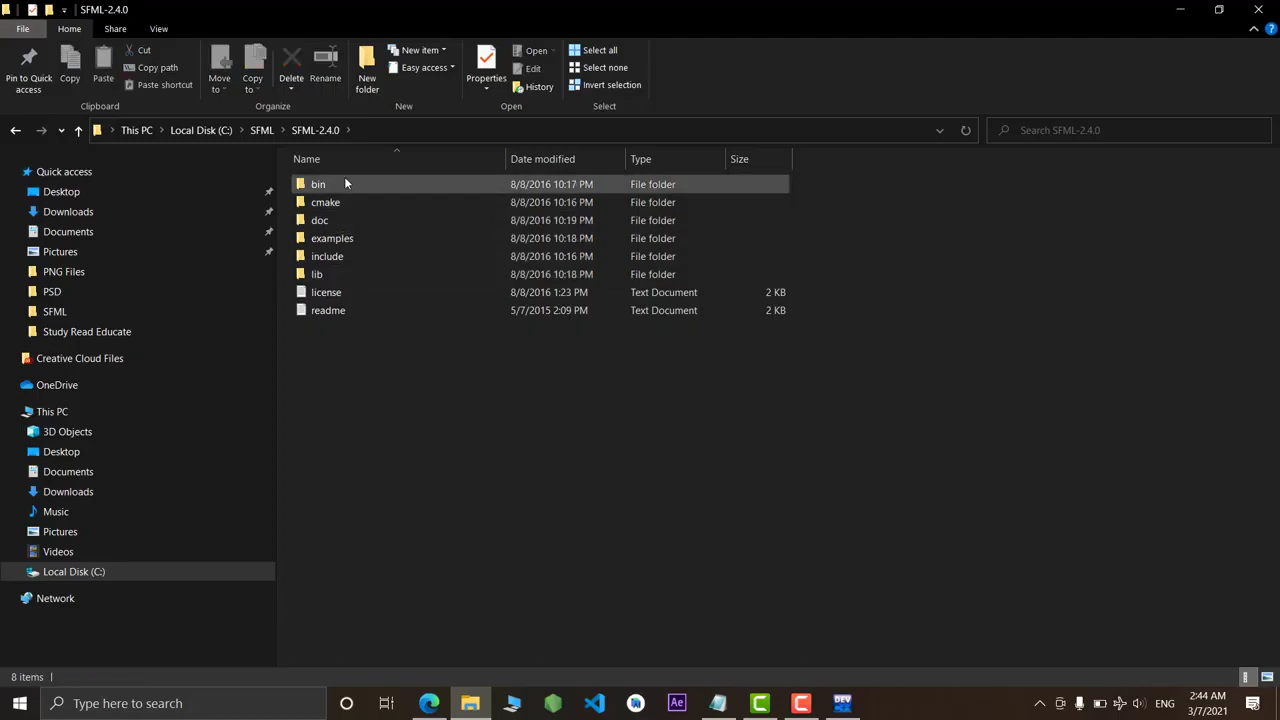 SFML-2.4.0
File Home Share View
Pin to Quick access
Copy
Paste
Cut
Copy path
Paste shortcut
Clipboard
Move to
Copy to
Delete
Rename
Organize
New folder
New item
Easy access
New
Properties
Open
Edit
History
Open
Select all
Select none
Invert selection
Select
This PC > Local Disk (C:) > SFML > SFML-2.4.0 >
Search SFML-2.4.0
Quick access
Desktop
Downloads
Documents
Pictures
PNG Files
PSD
SFML
Study Read Educate
Creative Cloud Files
OneDrive
This PC
3D Objects
Desktop
Documents
Downloads
Music
Pictures
Videos
Local Disk (C:)
Network
Name Date modified Type Size
bin 8/8/2016 10:17 PM File folder
cmake 8/8/2016 10:16 PM File folder
doc 8/8/2016 10:19 PM File folder
examples 8/8/2016 10:18 PM File folder
include 8/8/2016 10:16 PM File folder
lib 8/8/2016 10:18 PM File folder
license 8/8/2016 1:23 PM Text Document 2 KB
readme 5/7/2015 2:09 PM Text Document 2 KB
8 items
Type here to search
Ae
DEV
ENG
2:44 AM
3/7/2021